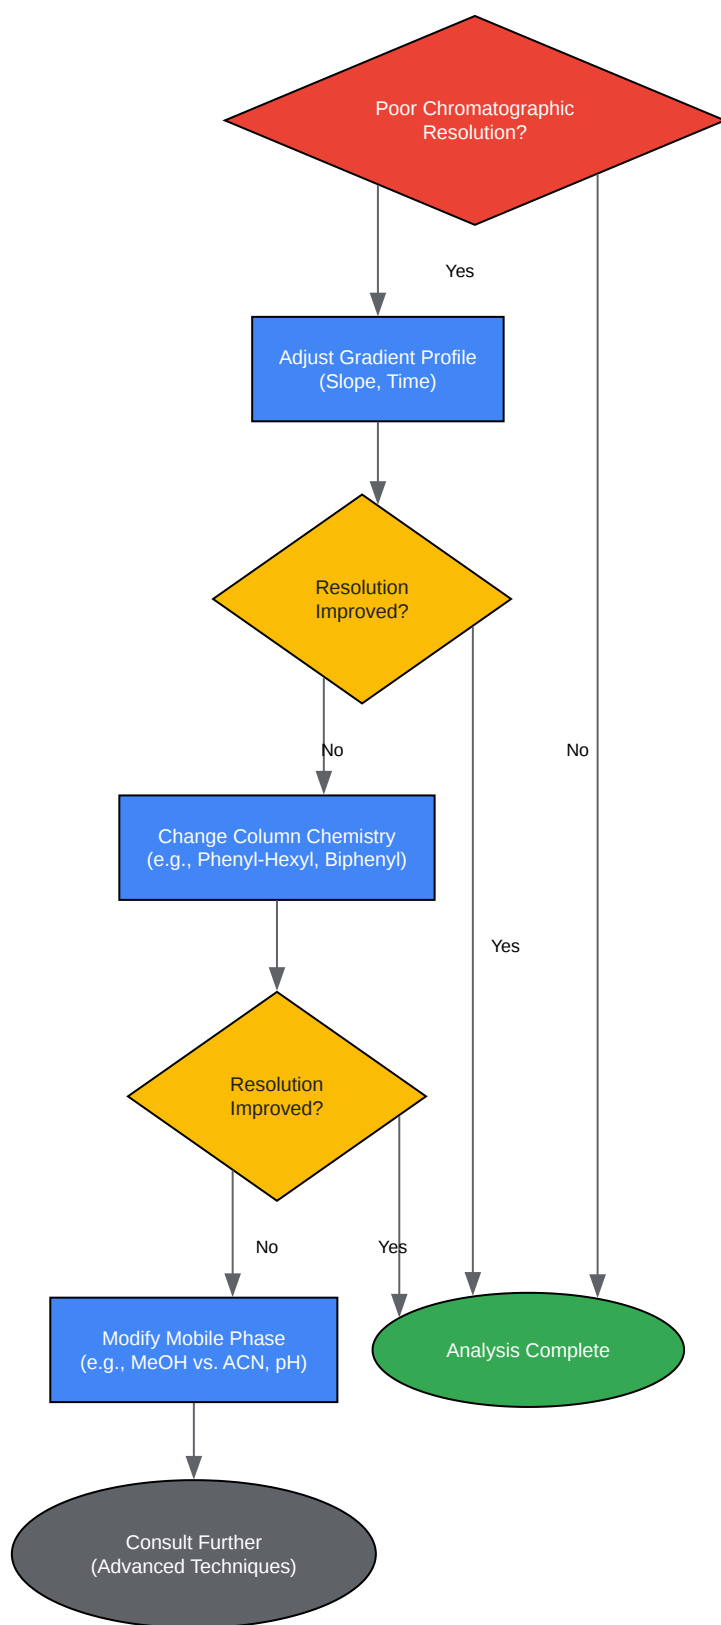 Poor Chromatographic
Resolution?
Yes
Adjust Gradient Profile
(Slope, Time)
Resolution
Improved?
No
No
Change Column Chemistry
(e.g., Phenyl-Hexyl, Biphenyl)
Yes
Resolution
Improved?
No
Yes
Modify Mobile Phase
(e.g., MeOH vs. ACN, pH)
Analysis Complete
Consult Further
(Advanced Techniques)